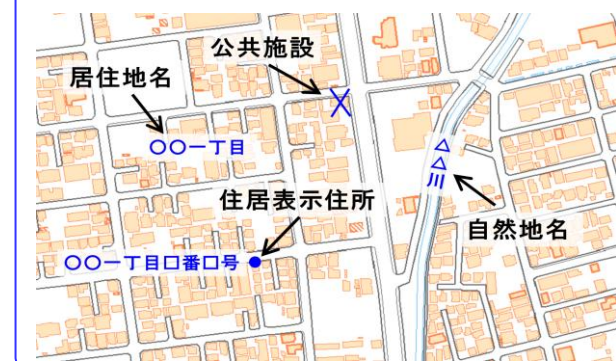 公共施設
居住地名
〇〇一丁目
△△川
住居表示住所
自然地名
〇〇一丁目□番□号